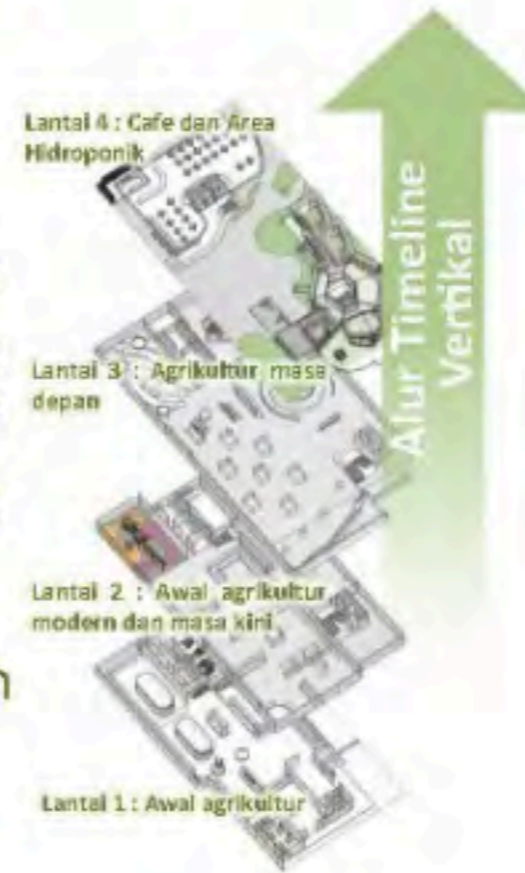 Lantai 4 : Cafe dan Area
Hidroponik
Alur Timeline
Vertikal
Lantai 3 : Agrikultur masa
depan
Lantai 2 : Awal agrikultur
modern dan masa kini
Lantai 1 : Awal agrikultur